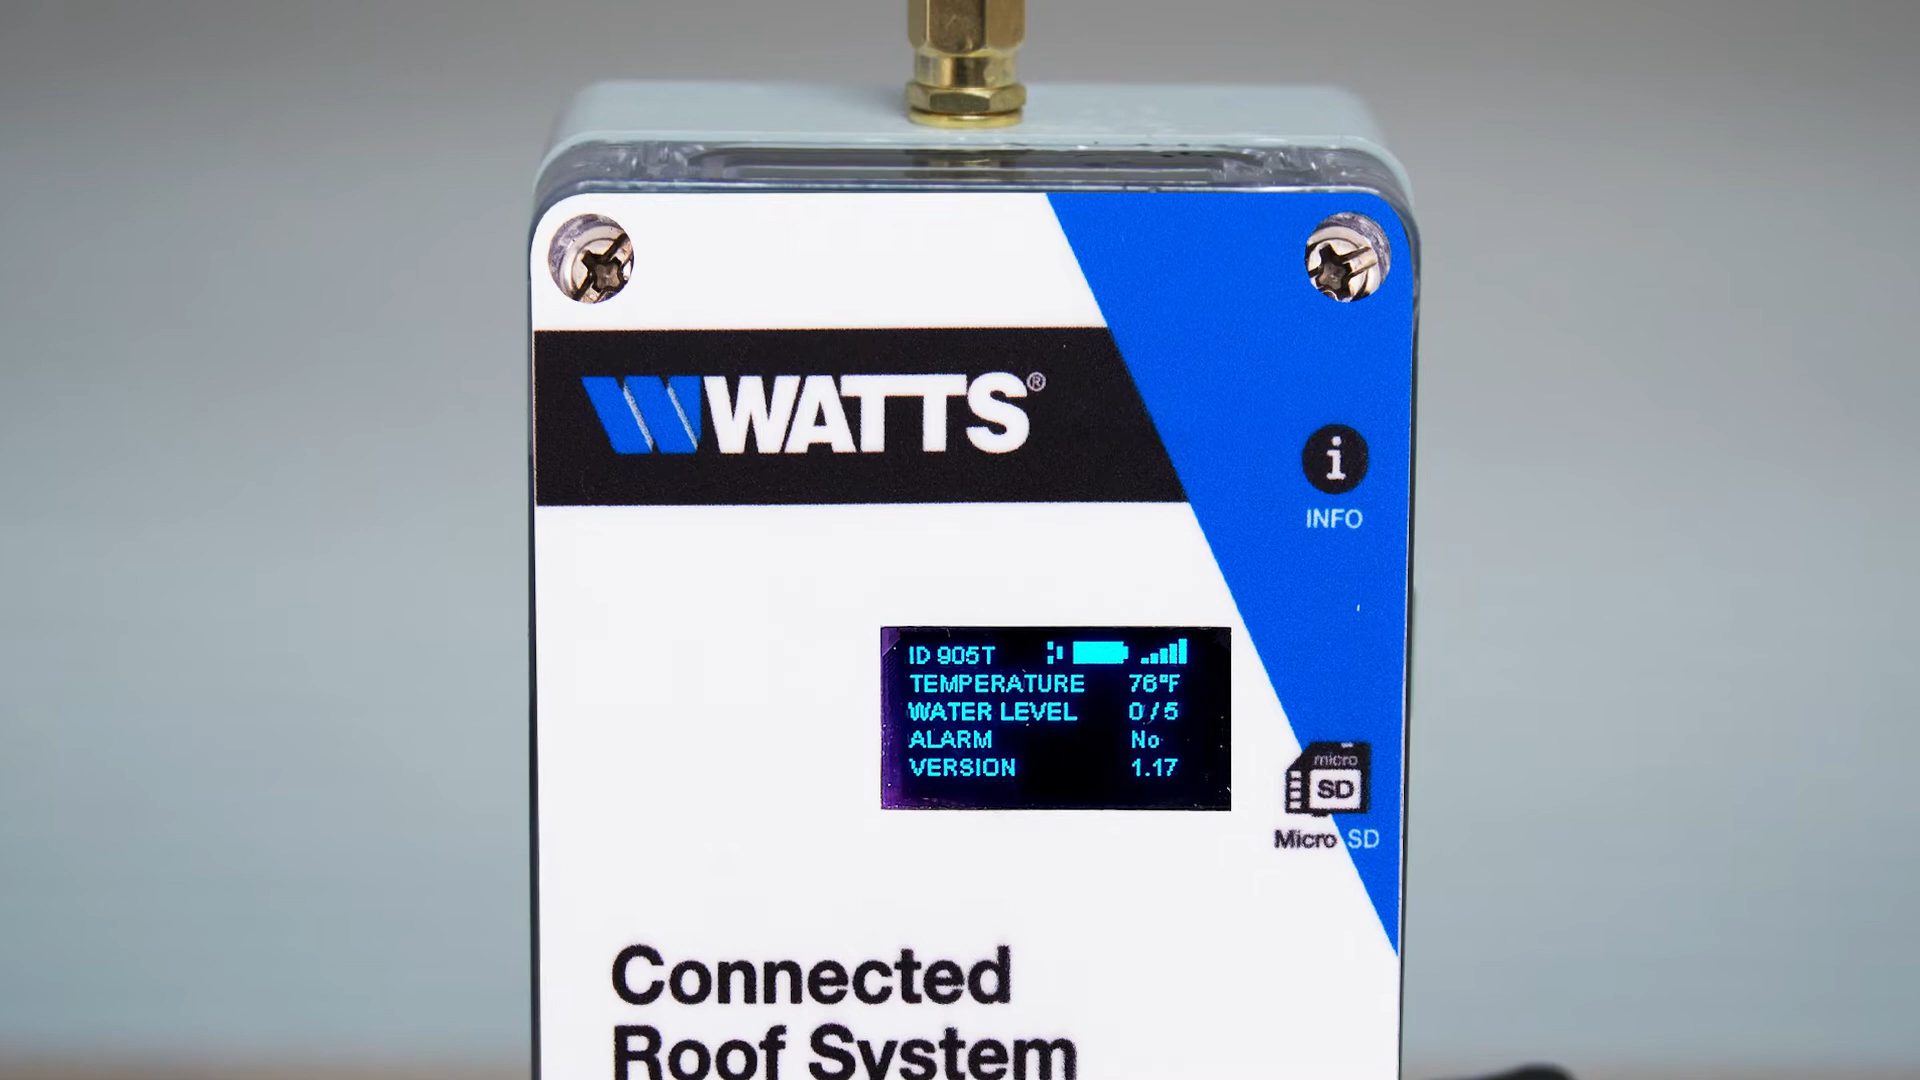 WATTS®
i
INFO
ID 905T
TEMPERATURE 76°F
WATER LEVEL 0/5
ALARM No
VERSION 1.17
micro
SD
Micro SD
Connected
Roof System